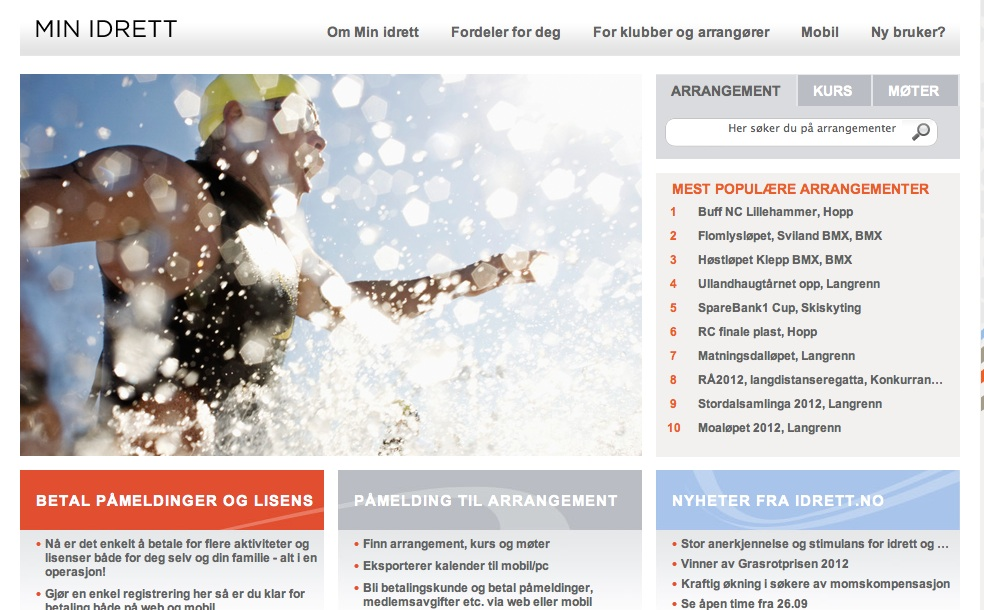 MIN IDRETT
Om Min idrett
Fordeler for deg
For klubber og arrangører
Mobil
Ny bruker?
ARRANGEMENT
KURS
MØTER
Her søker du på arrangementer
MEST POPULÆRE ARRANGEMENTER
1 Buff NC Lillehammer, Hopp
2 Flomlysløpet, Sviland BMX, BMX
3 Høstløpet Klepp BMX, BMX
4 Ullandhaugtårnet opp, Langrenn
5 SpareBank1 Cup, Skiskyting
6 RC finale plast, Hopp
7 Matningsdalløpet, Langrenn
8 RÅ2012, langdistanseregatta, Konkurran...
9 Stordalsamlinga 2012, Langrenn
10 Moaløpet 2012, Langrenn
BETAL PÅMELDINGER OG LISENS
• Nå er det enkelt å betale for flere aktiviteter og
lisenser både for deg selv og din familie - alt i en
operasjon!
• Gjør en enkel registrering her så er du klar for
betaling både på web og mobil
PÅMELDING TIL ARRANGEMENT
• Finn arrangement, kurs og møter
• Eksporterer kalender til mobil/pc
• Bli betalingskunde og betal påmeldinger,
medlemsavgifter etc. via web eller mobil
NYHETER FRA IDRETT.NO
• Stor anerkjennelse og stimulans for idrett og ...
• Vinner av Grasrotprisen 2012
• Kraftig økning i søkere av momskompensasjon
• Se åpen time fra 26.09